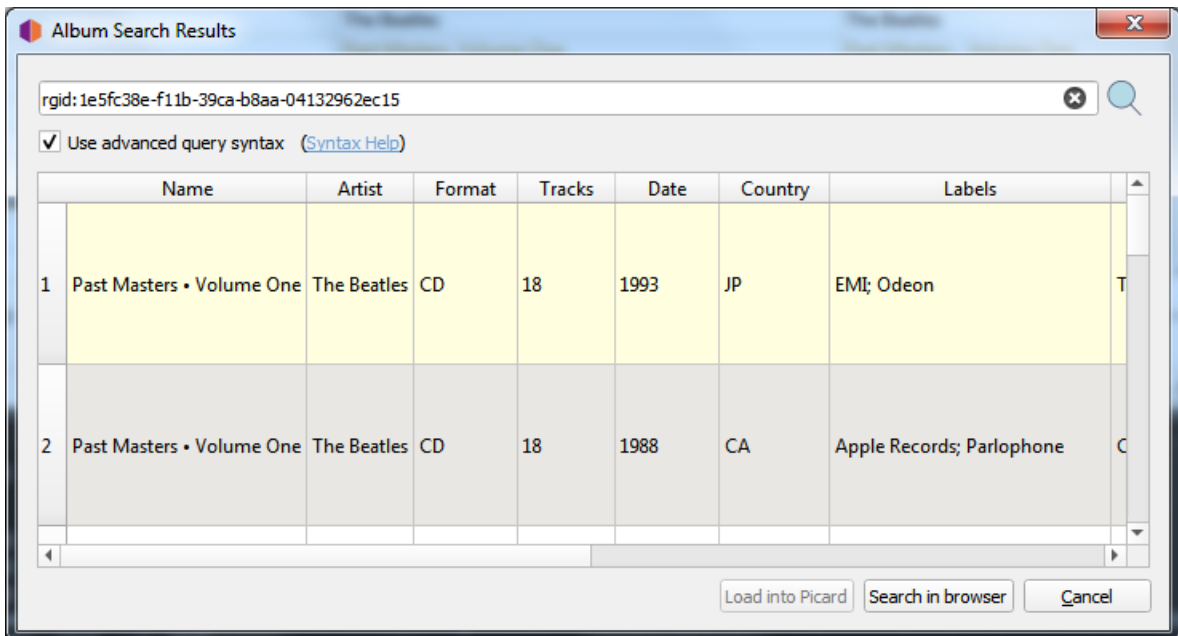 Album Search Results
rgid:1e5fc38e-f11b-39ca-b8aa-04132962ec15
Use advanced query syntax (Syntax Help)
Name Artist Format Tracks Date Country Labels
1 Past Masters • Volume One The Beatles CD 18 1993 JP EMI; Odeon T
2 Past Masters • Volume One The Beatles CD 18 1988 CA Apple Records; Parlophone C
Load into Picard Search in browser Cancel